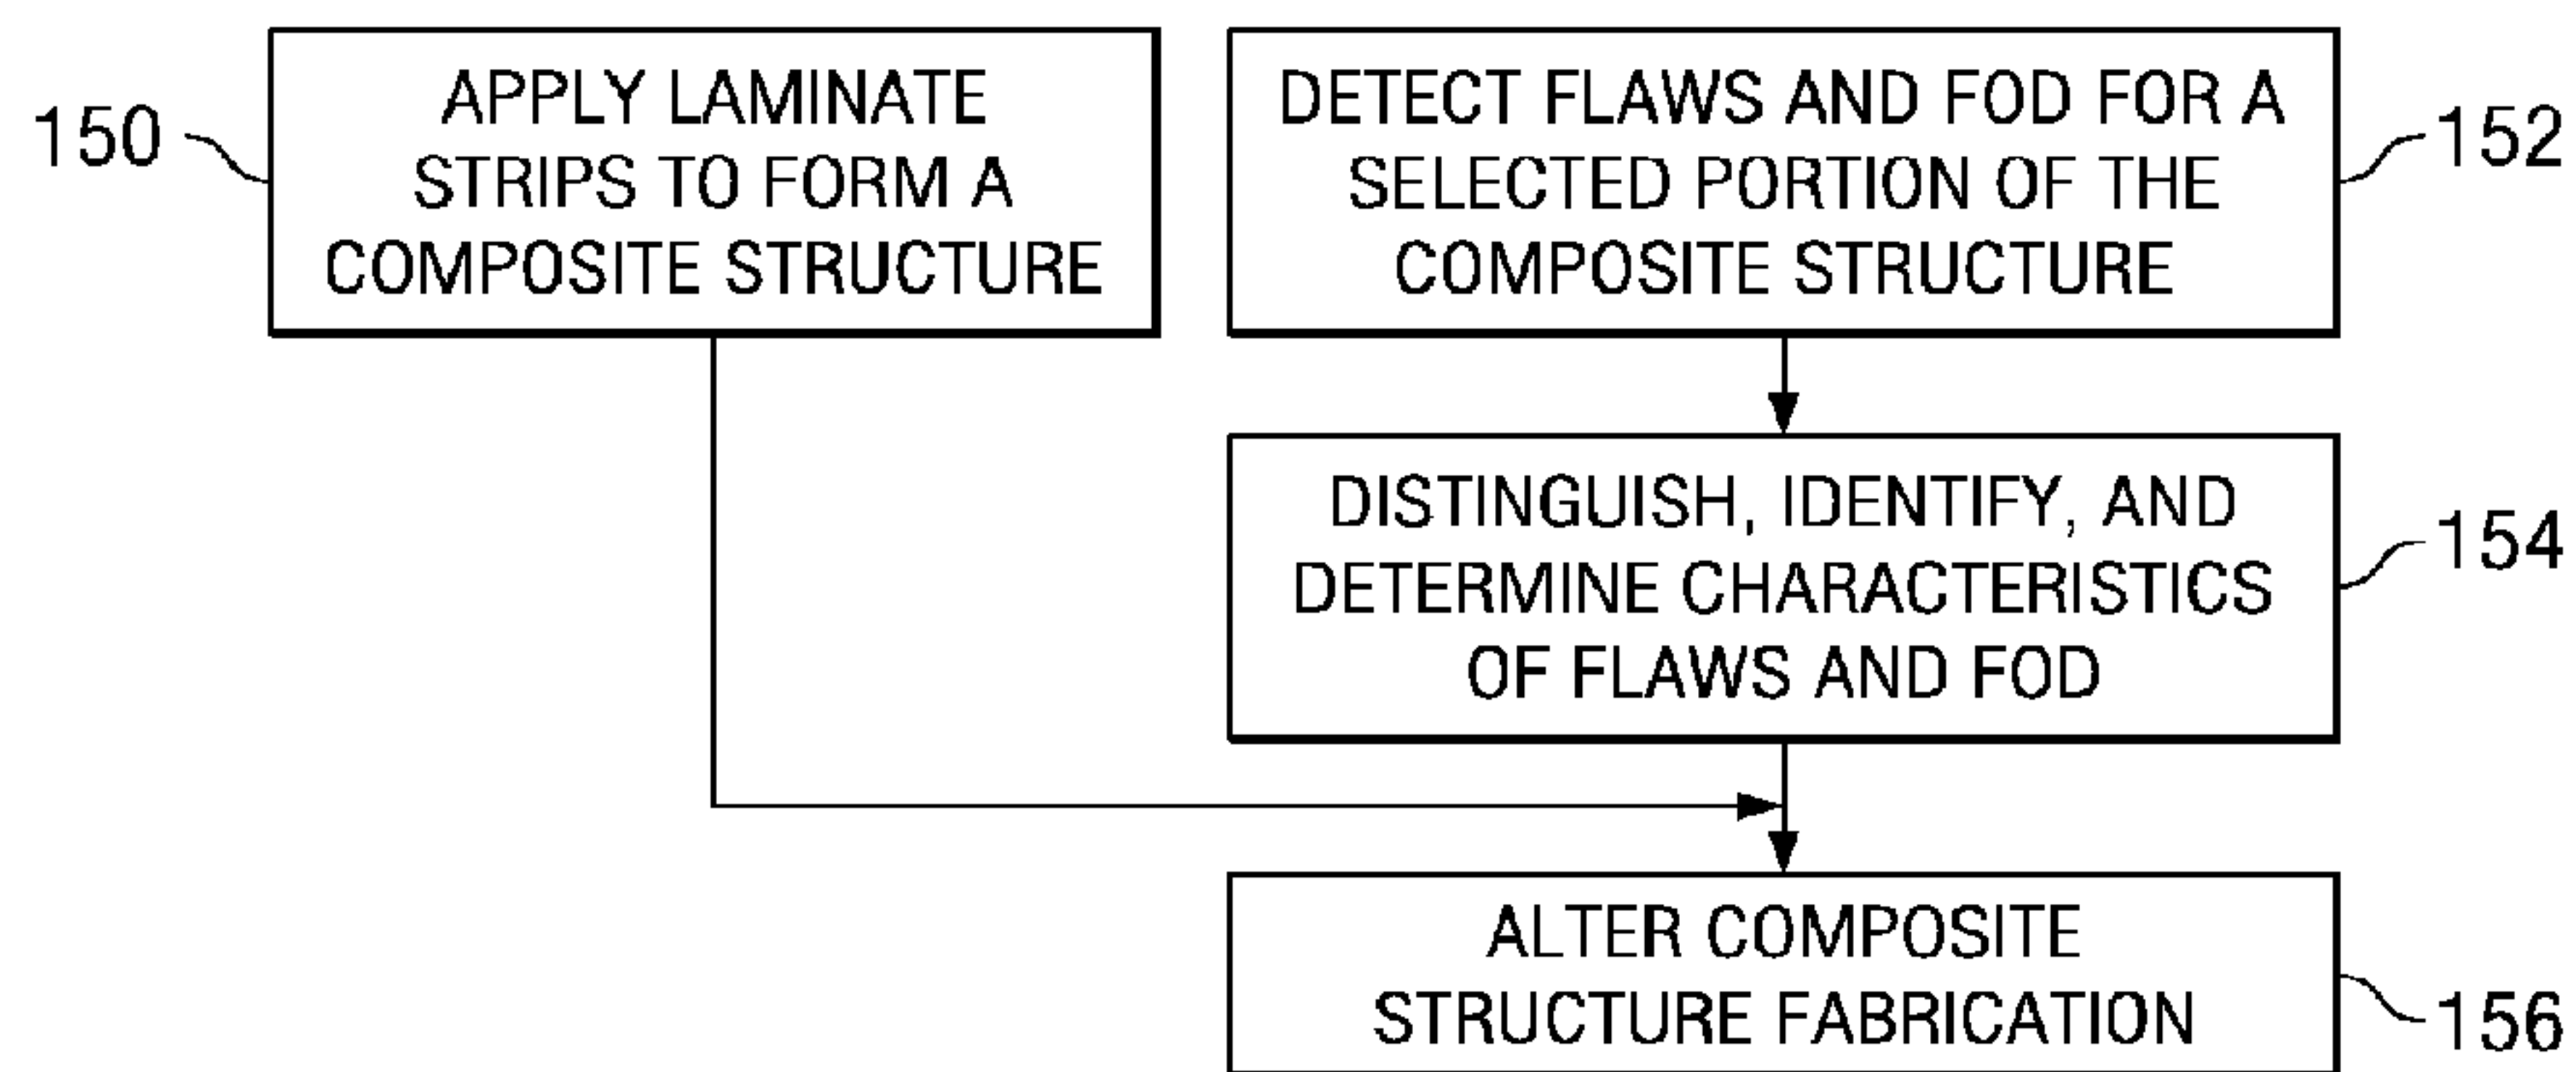 150
APPLY LAMINATE
STRIPS TO FORM A
COMPOSITE STRUCTURE
DETECT FLAWS AND FOD FOR A
SELECTED PORTION OF THE
COMPOSITE STRUCTURE
152
DISTINGUISH, IDENTIFY, AND
DETERMINE CHARACTERISTICS
OF FLAWS AND FOD
154
ALTER COMPOSITE
STRUCTURE FABRICATION
156